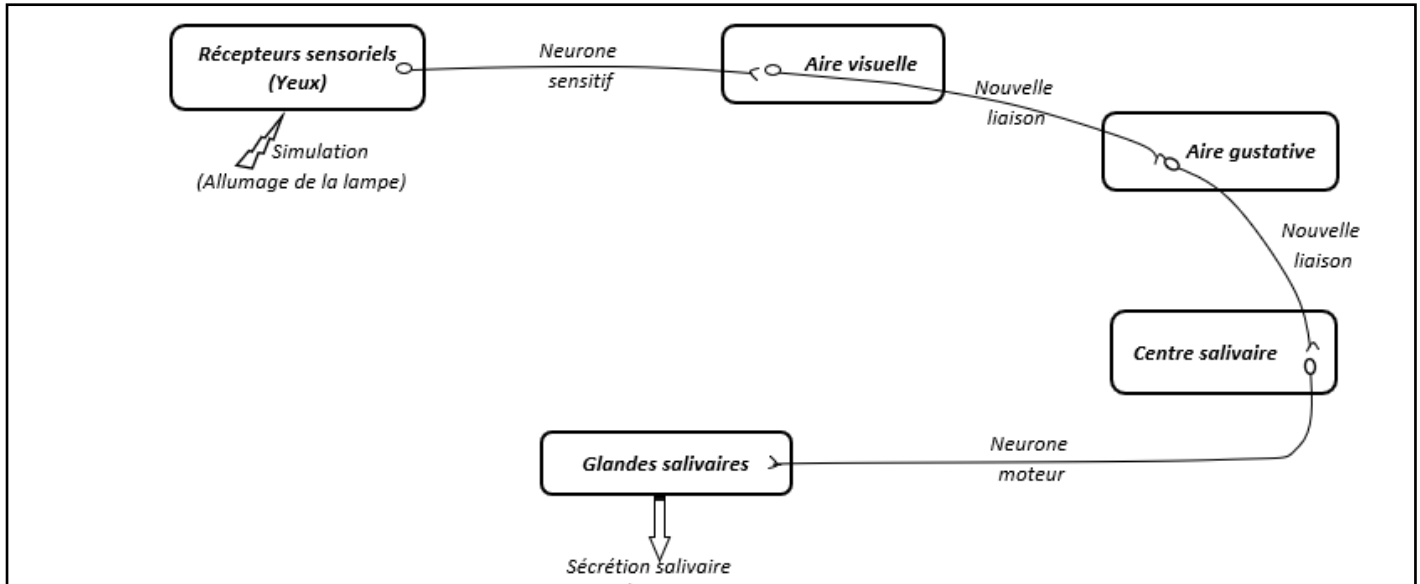 Récepteurs sensoriels
(Yeux)
Neurone
sensitif
Aire visuelle
Nouvelle
liaison
Aire gustative
Simulation
(Allumage de la lampe)
Nouvelle
liaison
Centre salivaire
Neurone
moteur
Glandes salivaires
Sécrétion salivaire